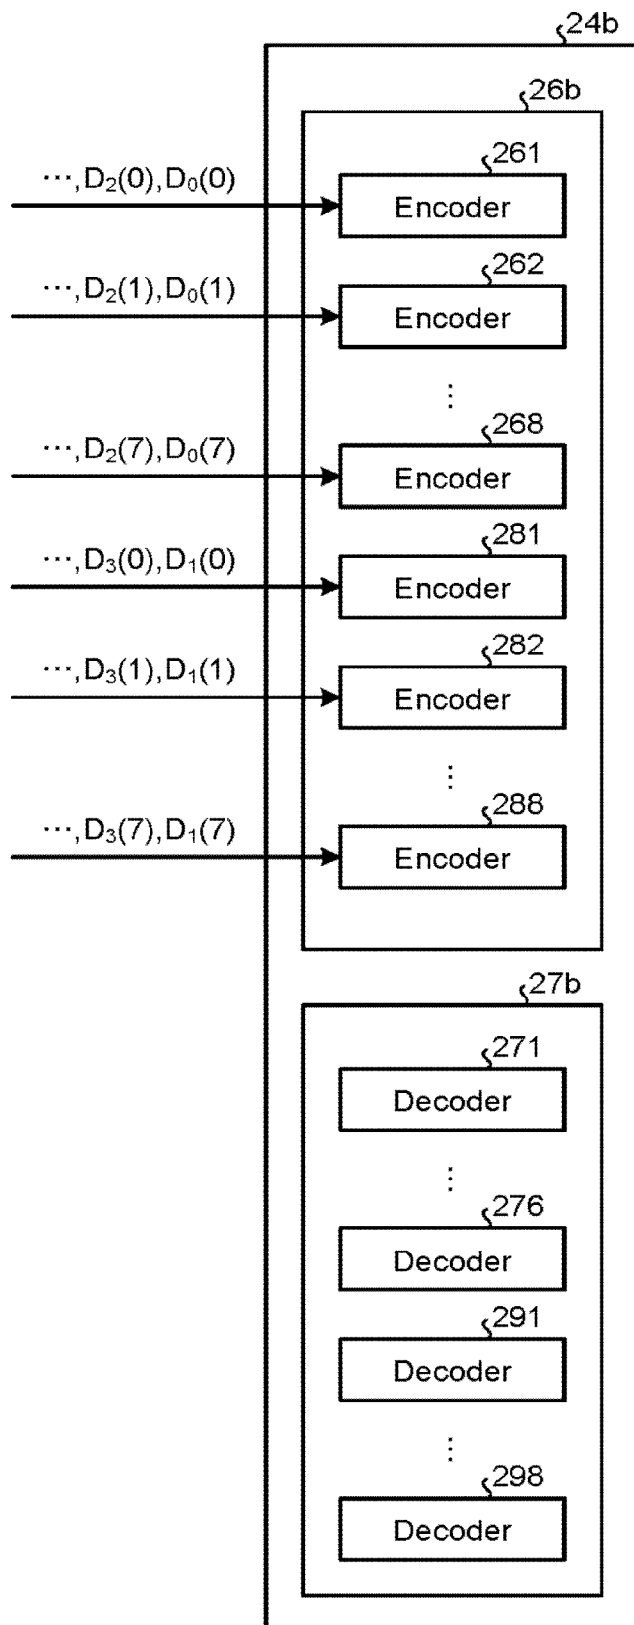 24b
26b
261
…,D₂(0),D₀(0)
Encoder
262
…,D₂(1),D₀(1)
Encoder
⋮
268
…,D₂(7),D₀(7)
Encoder
281
…,D₃(0),D₁(0)
Encoder
282
…,D₃(1),D₁(1)
Encoder
⋮
288
…,D₃(7),D₁(7)
Encoder
27b
271
Decoder
⋮
276
Decoder
291
Decoder
⋮
298
Decoder